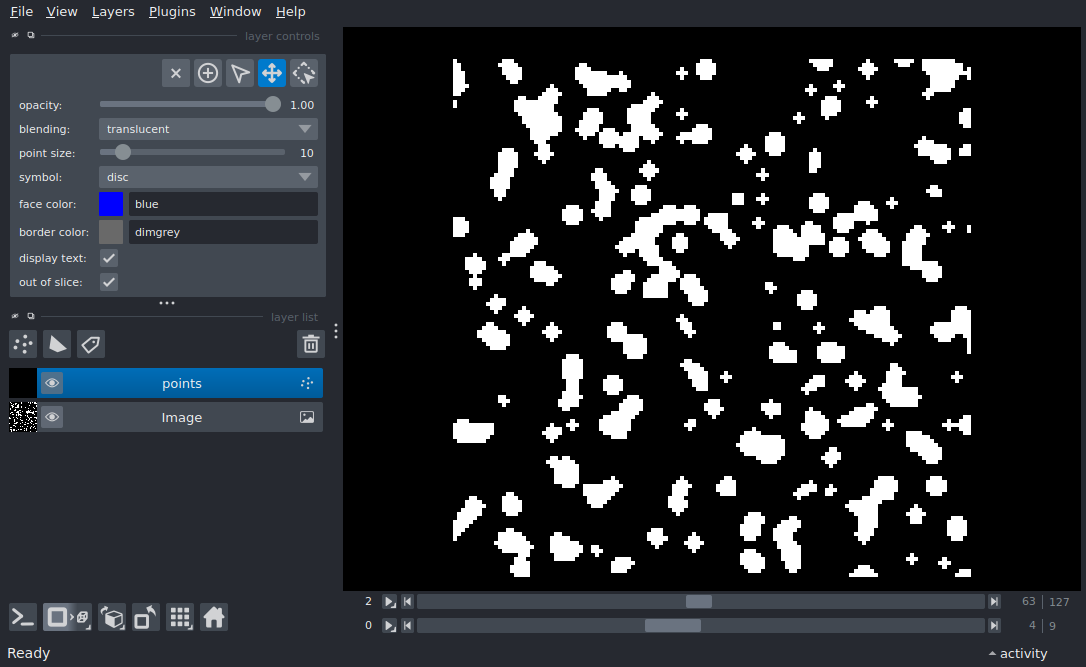 File View Layers Plugins Window Help
layer controls
opacity: 1.00
blending: translucent
point size: 10
symbol: disc
face color: blue
border color: dimgrey
display text:
out of slice:
layer list
points
Image
2 63 127
0 4 9
Ready activity